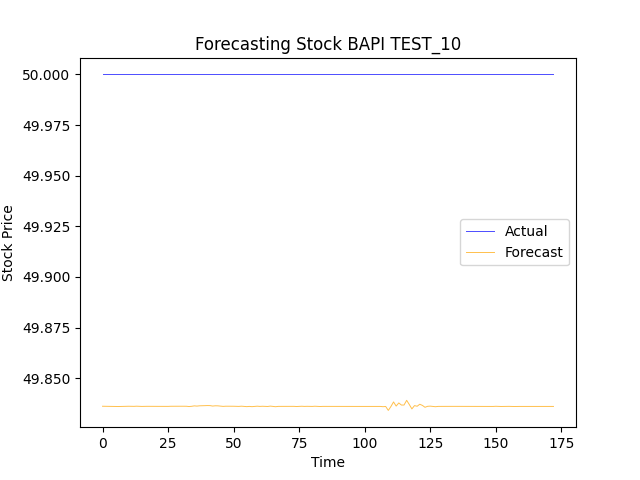 Forecasting Stock BAPI TEST_10
50.000
49.975
49.950
49.925
49.900
49.875
49.850
Stock Price
Actual
Forecast
0 25 50 75 100 125 150 175
Time